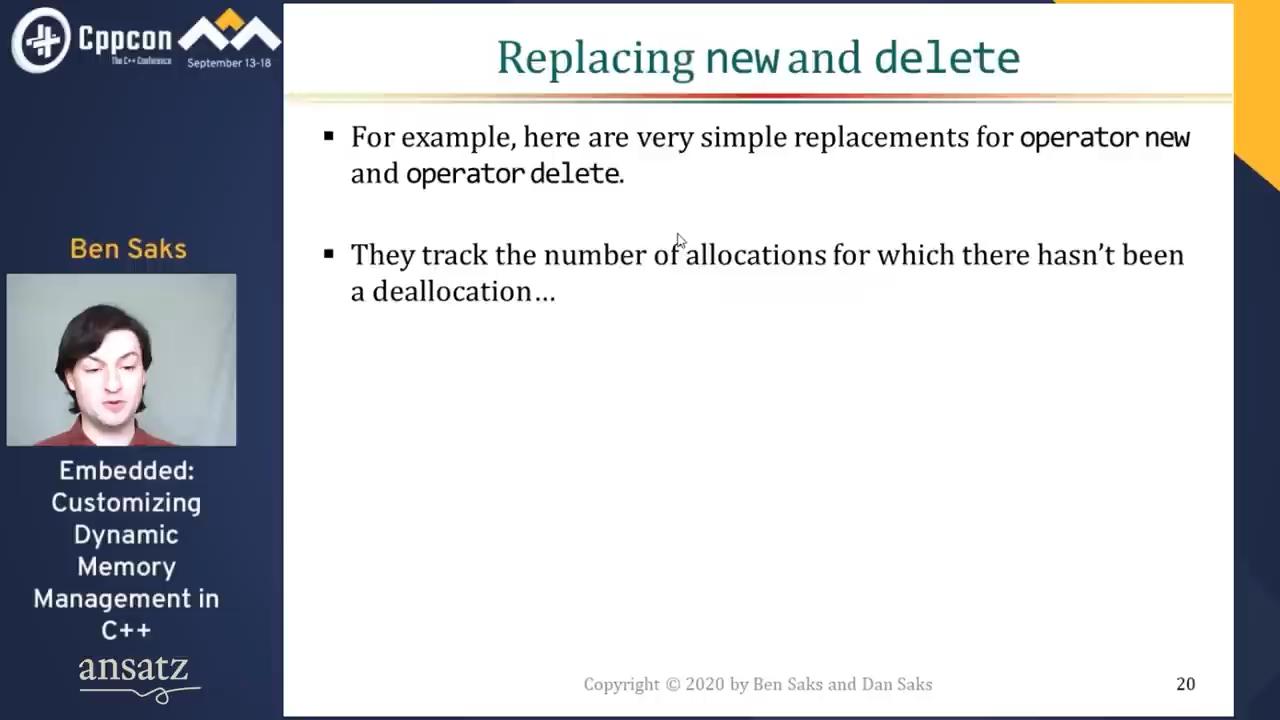 Cppcon
The C++ Conference
September 13-18
Ben Saks
Embedded:
Customizing
Dynamic
Memory
Management in
C++
ansatz
Replacing new and delete
▪ For example, here are very simple replacements for operator new
and operator delete.
▪ They track the number of allocations for which there hasn’t been
a deallocation…
Copyright © 2020 by Ben Saks and Dan Saks
20